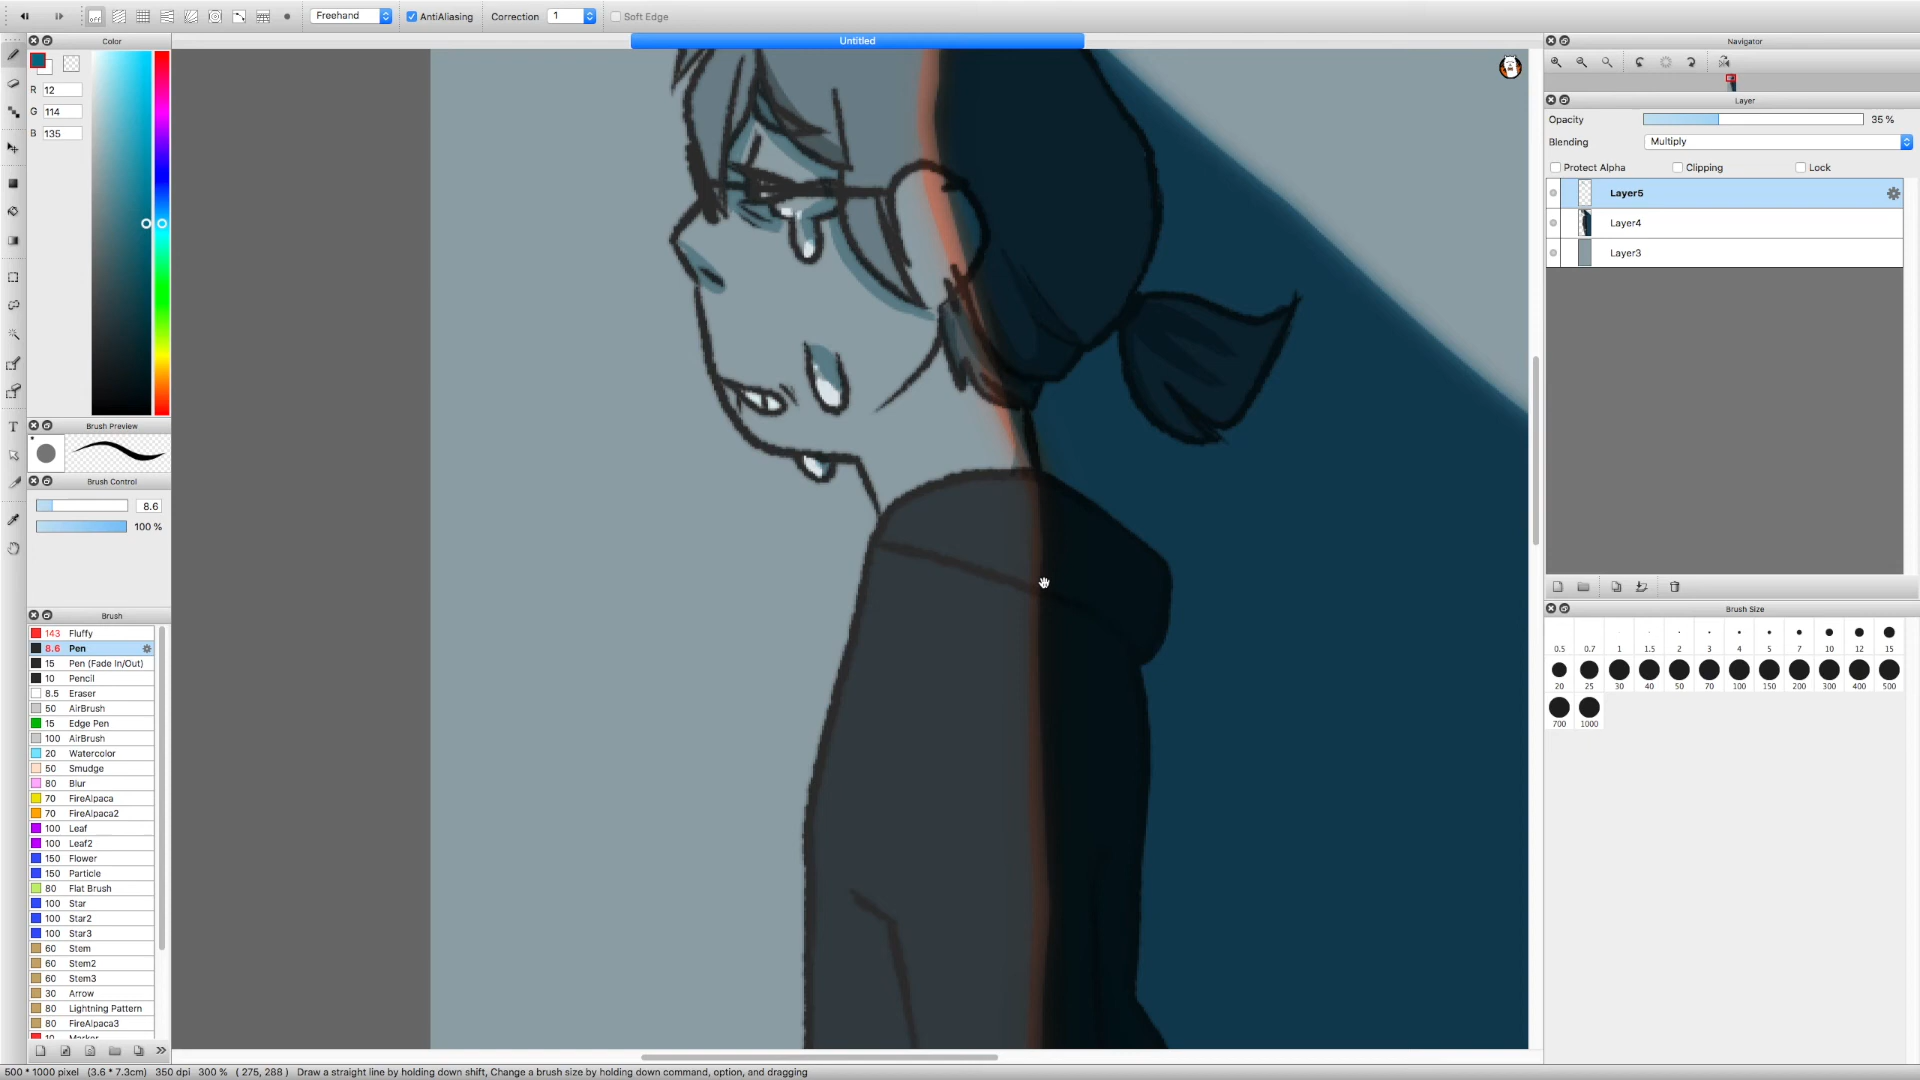 Freehand
AntiAliasing
Correction
1
Soft Edge
off
Color
Untitled
Navigator
R 12
G 114
B 135
Layer
Opacity
35 %
Blending
Multiply
Protect Alpha
Clipping
Lock
Layer5
Layer4
Layer3
Brush Preview
Brush Control
8.6
100 %
Brush
143 Fluffy
8.6 Pen
15 Pen (Fade In/Out)
10 Pencil
8.5 Eraser
50 AirBrush
15 Edge Pen
100 AirBrush
20 Watercolor
50 Smudge
80 Blur
70 FireAlpaca
70 FireAlpaca2
100 Leaf
100 Leaf2
150 Flower
150 Particle
80 Flat Brush
100 Star
100 Star2
100 Star3
60 Stem
60 Stem2
60 Stem3
30 Arrow
80 Lightning Pattern
80 FireAlpaca3
10 Marker
Brush Size
0.5 0.7 1 1.5 2 3 4 5 7 10 12 15
20 25 30 40 50 70 100 150 200 300 400 500
700 1000
T
500 * 1000 pixel (3.6 * 7.3cm) 350 dpi 300 % ( 275, 288 ) Draw a straight line by holding down shift, Change a brush size by holding down command, option, and dragging